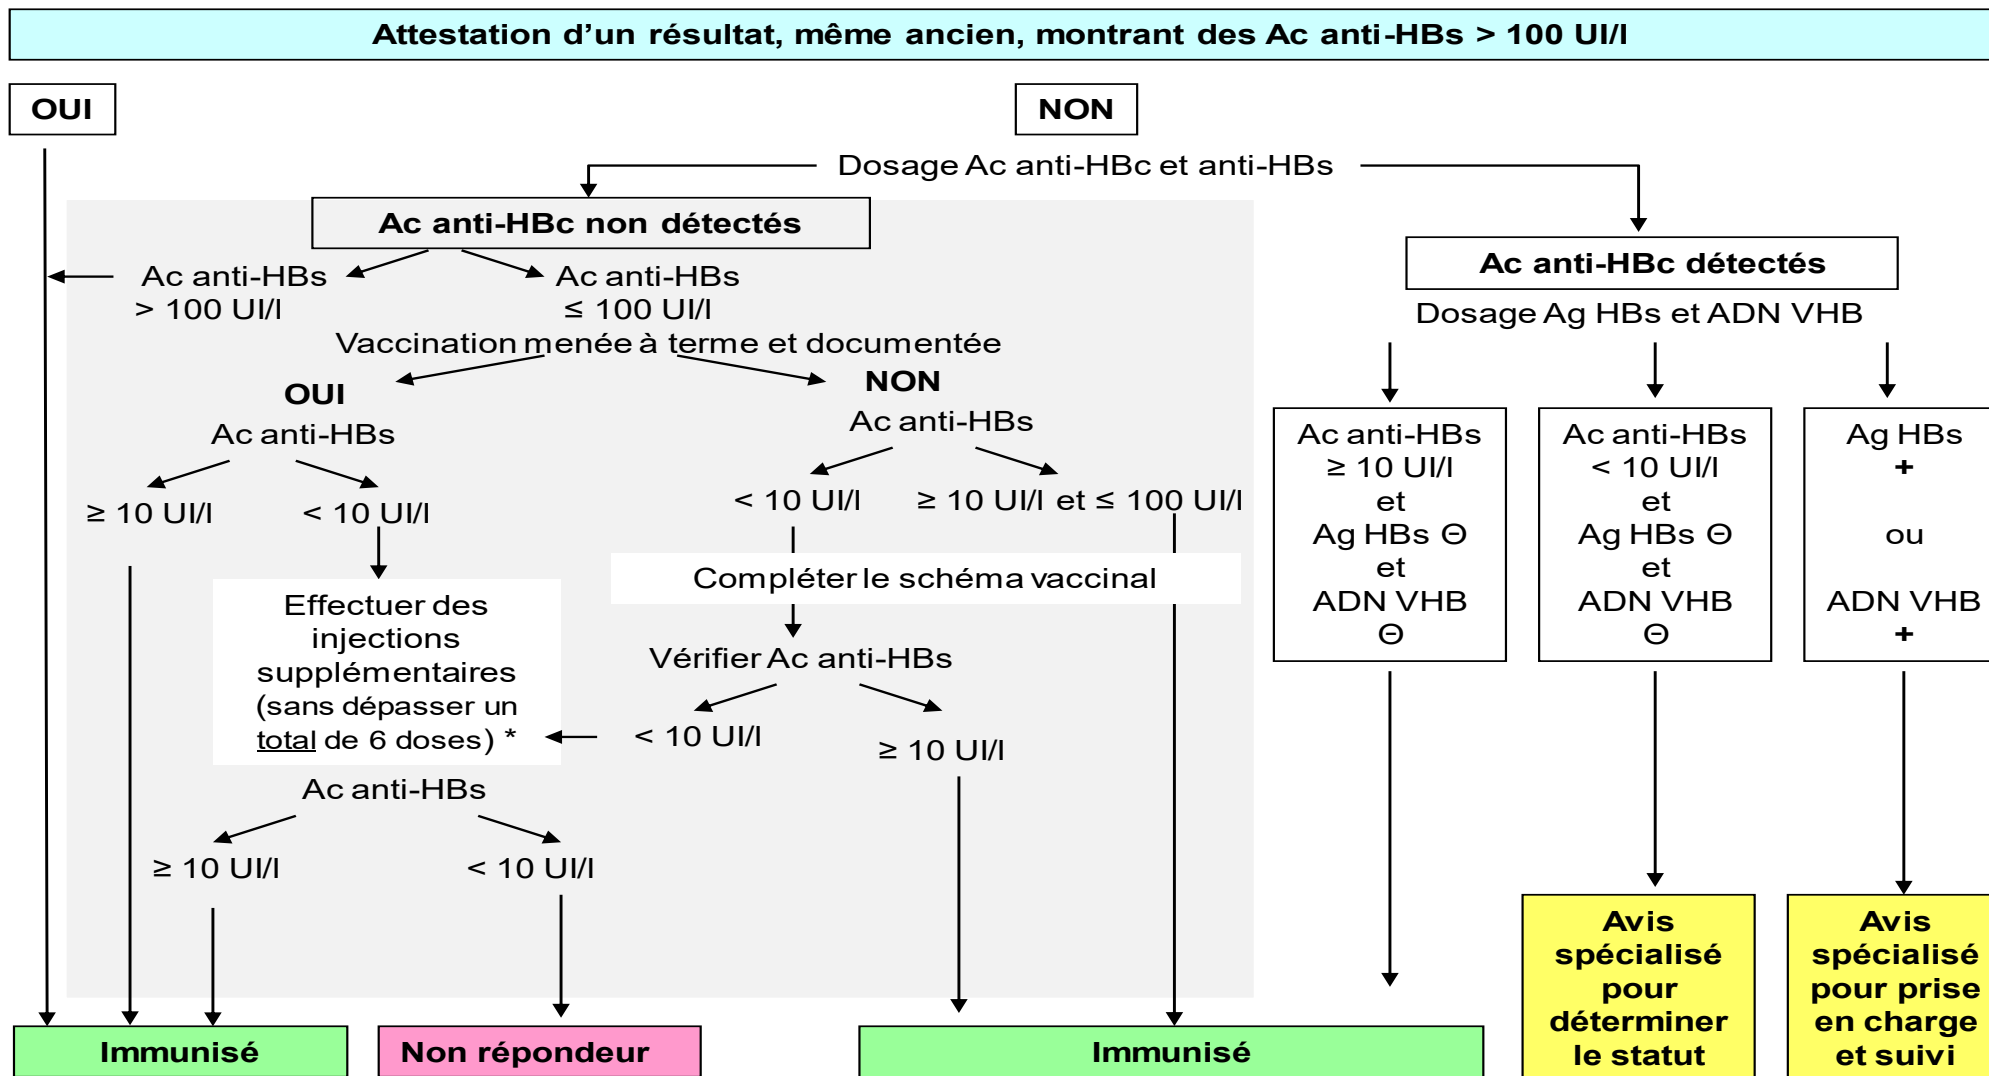 Attestation d’un résultat, même ancien, montrant des Ac anti-HBs > 100 UI/l
OUI
NON
Dosage Ac anti-HBc et anti-HBs
Ac anti-HBc non détectés
Ac anti-HBs
> 100 UI/l
Ac anti-HBs
≤ 100 UI/l
Vaccination menée à terme et documentée
OUI
Ac anti-HBs
≥ 10 UI/l
< 10 UI/l
Effectuer des
injections
supplémentaires
(sans dépasser un
total de 6 doses) *
Ac anti-HBs
≥ 10 UI/l
< 10 UI/l
NON
Ac anti-HBs
< 10 UI/l
≥ 10 UI/l et ≤ 100 UI/l
Compléter le schéma vaccinal
Vérifier Ac anti-HBs
< 10 UI/l
≥ 10 UI/l
Ac anti-HBc détectés
Dosage Ag HBs et ADN VHB
Ac anti-HBs
≥ 10 UI/l
et
Ag HBs Θ
et
ADN VHB
Θ
Ac anti-HBs
< 10 UI/l
et
Ag HBs Θ
et
ADN VHB
Θ
Ag HBs
+
ou
ADN VHB
+
Immunisé
Non répondeur
Immunisé
Avis
spécialisé
pour
déterminer
le statut
Avis
spécialisé
pour prise
en charge
et suivi